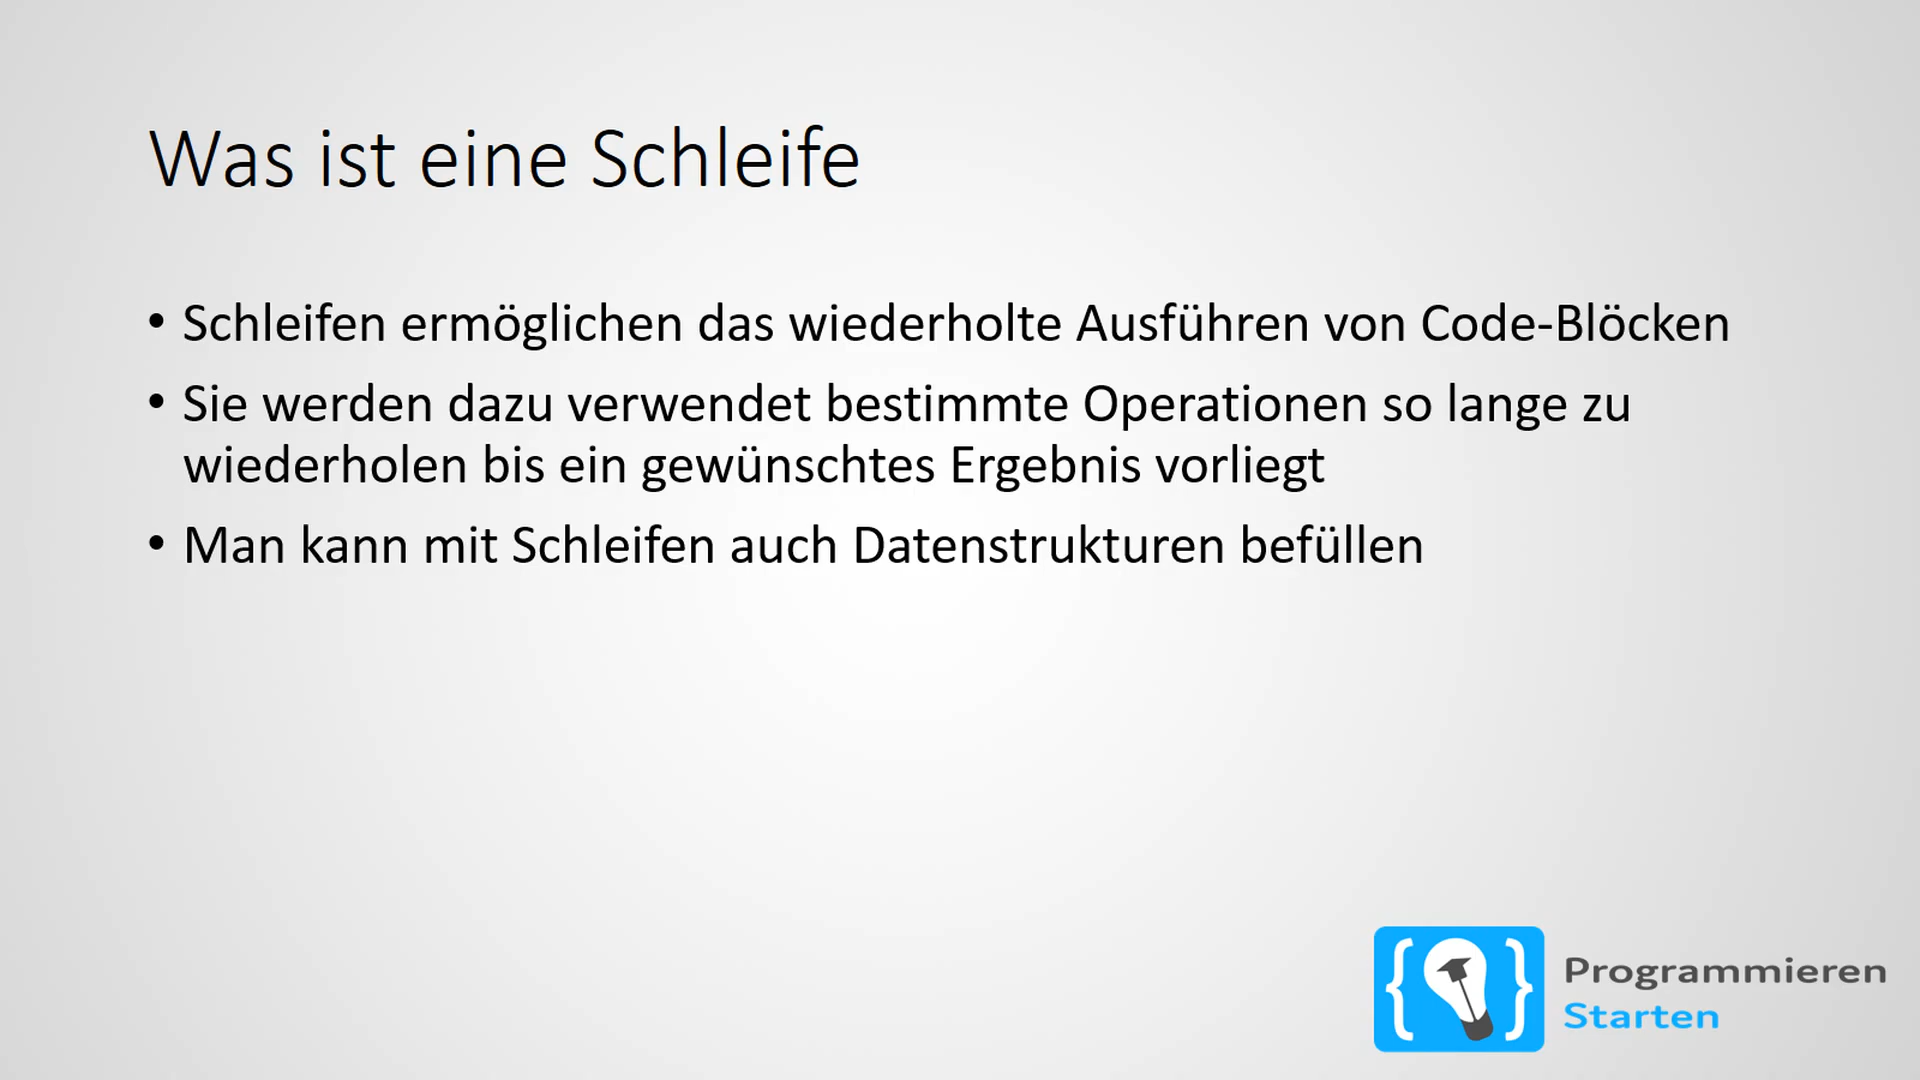 Was ist eine Schleife
• Schleifen ermöglichen das wiederholte Ausführen von Code-Blöcken
• Sie werden dazu verwendet bestimmte Operationen so lange zu
wiederholen bis ein gewünschtes Ergebnis vorliegt
• Man kann mit Schleifen auch Datenstrukturen befüllen
{ }
Programmieren
Starten